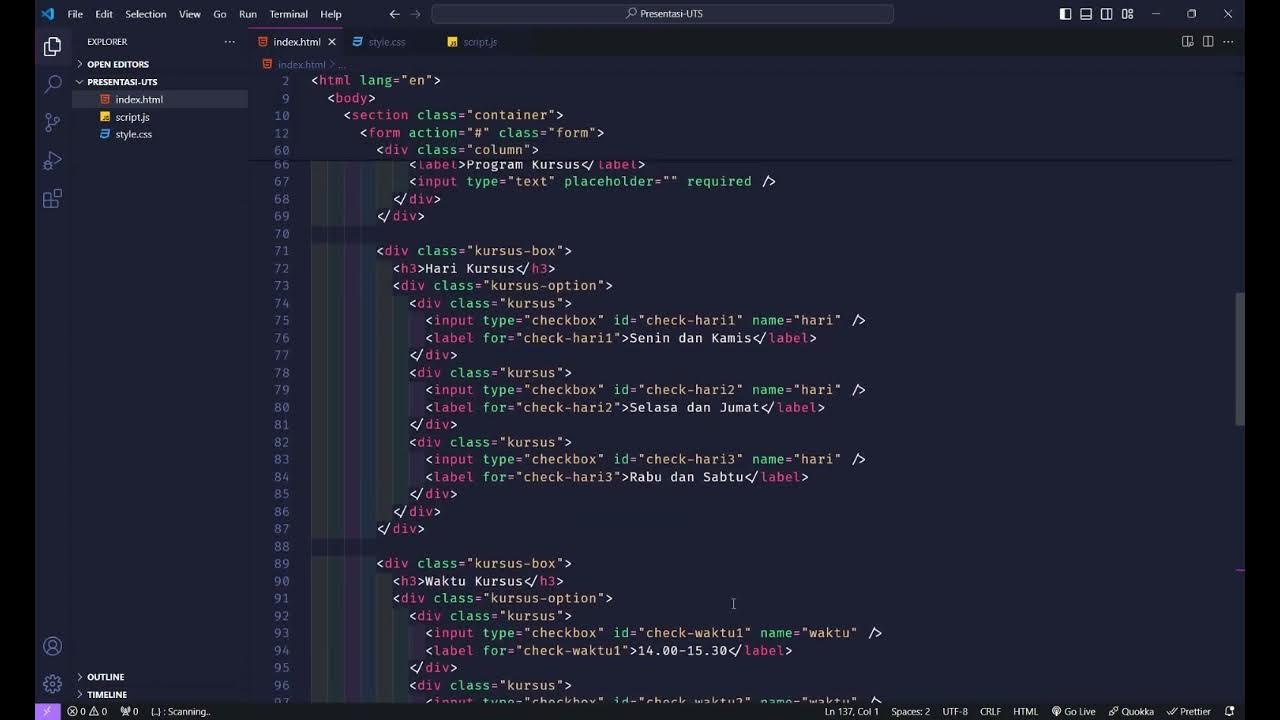 File Edit Selection View Go Run Terminal Help
Presentasi-UTS
EXPLORER
OPEN EDITORS
PRESENTASI-UTS
index.html
script.js
style.css
OUTLINE
TIMELINE
index.html style.css script.js
index.html > ...
2 <html lang="en">
9 <body>
10 <section class="container">
12 <form action="#" class="form">
60 <div class="column">
66 <label>Program Kursus</label>
67 <input type="text" placeholder="" required />
68 </div>
69 </div>
70
71 <div class="kursus-box">
72 <h3>Hari Kursus</h3>
73 <div class="kursus-option">
74 <div class="kursus">
75 <input type="checkbox" id="check-hari1" name="hari" />
76 <label for="check-hari1">Senin dan Kamis</label>
77 </div>
78 <div class="kursus">
79 <input type="checkbox" id="check-hari2" name="hari" />
80 <label for="check-hari2">Selasa dan Jumat</label>
81 </div>
82 <div class="kursus">
83 <input type="checkbox" id="check-hari3" name="hari" />
84 <label for="check-hari3">Rabu dan Sabtu</label>
85 </div>
86 </div>
87 </div>
88
89 <div class="kursus-box">
90 <h3>Waktu Kursus</h3>
91 <div class="kursus-option">
92 <div class="kursus">
93 <input type="checkbox" id="check-waktu1" name="waktu" />
94 <label for="check-waktu1">14.00-15.30</label>
95 </div>
96 <div class="kursus">
97 <input type="checkbox" id="check-waktu2" name="waktu" />
0 0 0 {..} : Scanning.. Ln 137, Col 1 Spaces: 2 UTF-8 CRLF HTML Go Live Quokka Prettier